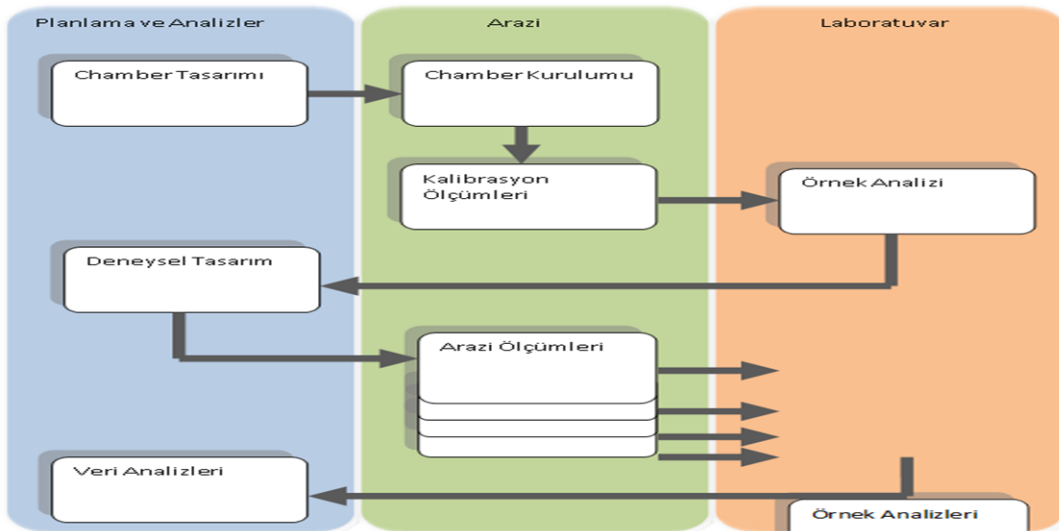 Planlama ve Analizler
Arazi
Laboratuvar
Chamber Tasarımı
Chamber Kurulumu
Kalibrasyon
Ölçümleri
Örnek Analizi
Deneysel Tasarım
Arazi Ölçümleri
Veri Analizleri
Örnek Analizleri